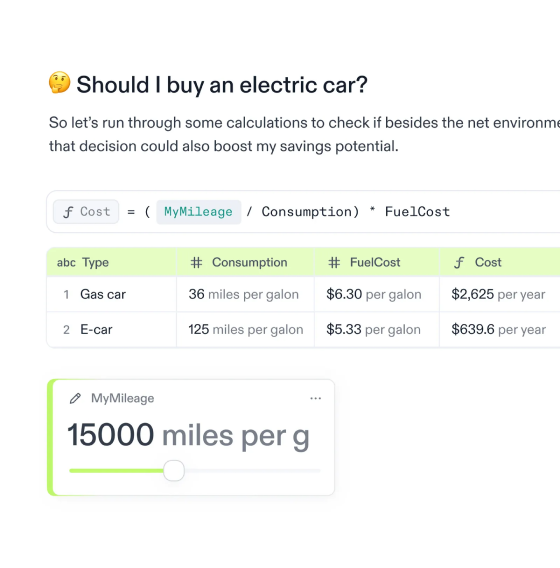 🤔 Should I buy an electric car?
So let's run through some calculations to check if besides the net environme
that decision could also boost my savings potential.
ƒ Cost = ( MyMileage / Consumption) * FuelCost
abc Type # Consumption # FuelCost ƒ Cost
1 Gas car 36 miles per galon $6.30 per galon $2,625 per year
2 E-car 125 miles per galon $5.33 per galon $639.6 per year
MyMileage ...
15000 miles per g